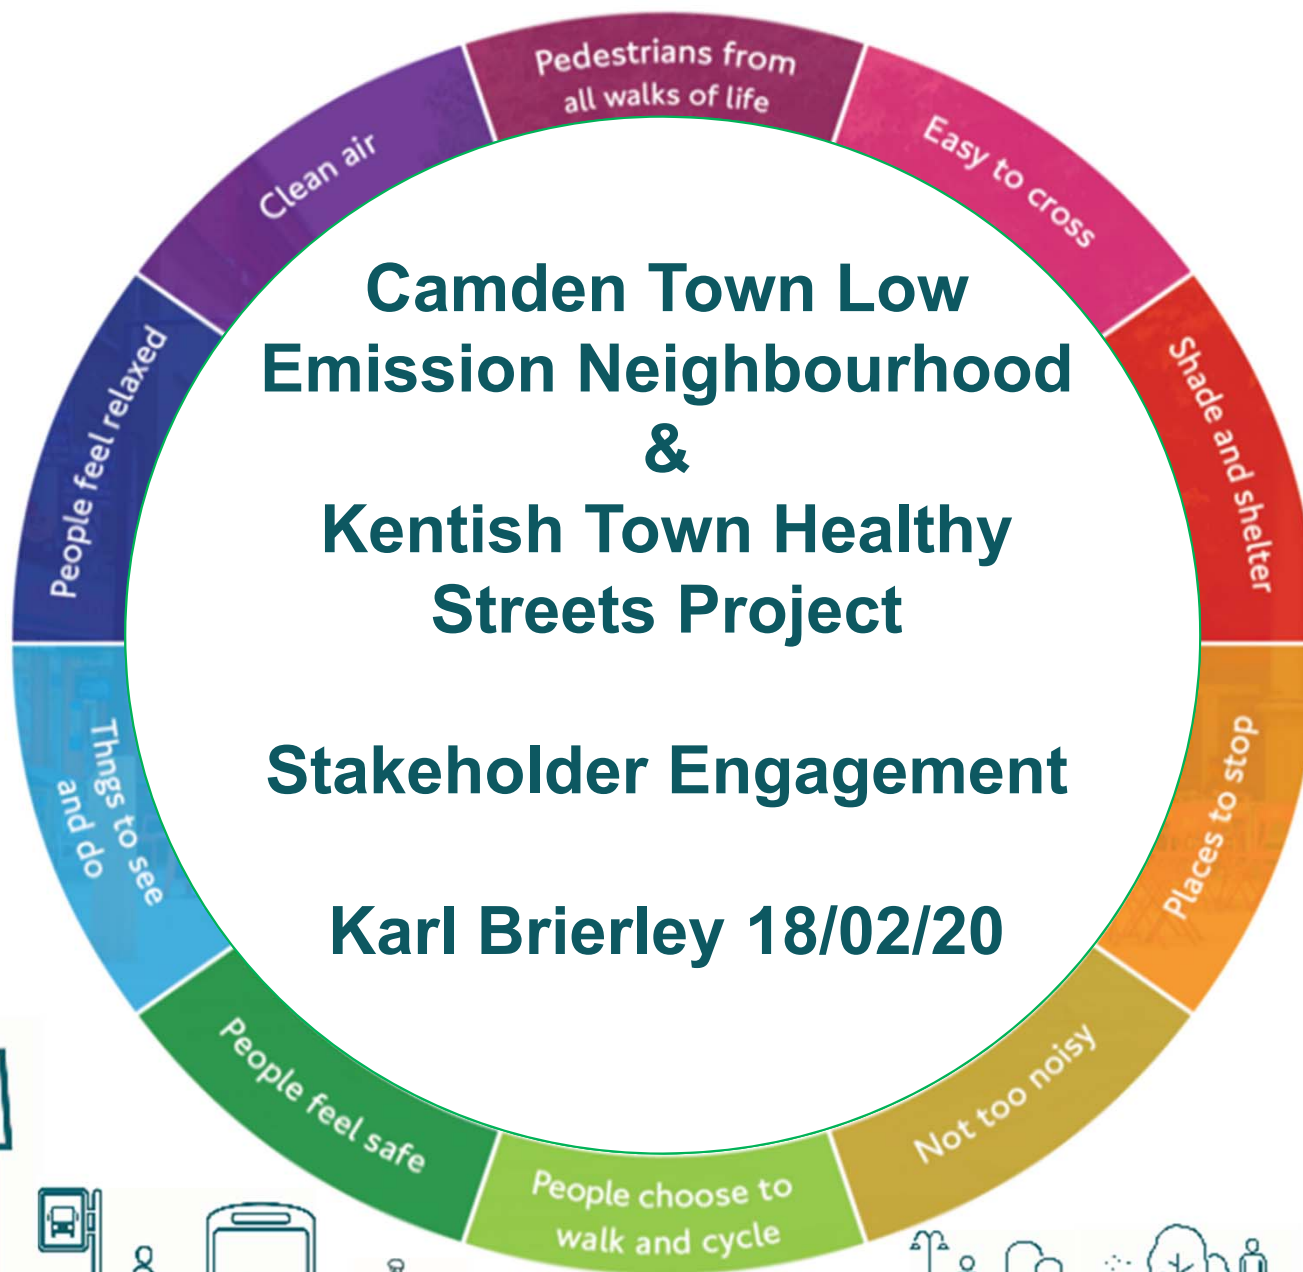 Pedestrians from
all walks of life
Easy to cross
Shade and shelter
Places to stop
Not too noisy
People choose to
walk and cycle
People feel safe
Thngs to see
and do
People feel relaxed
Clean air
Camden Town Low
Emission Neighbourhood
&
Kentish Town Healthy
Streets Project
Stakeholder Engagement
Karl Brierley 18/02/20